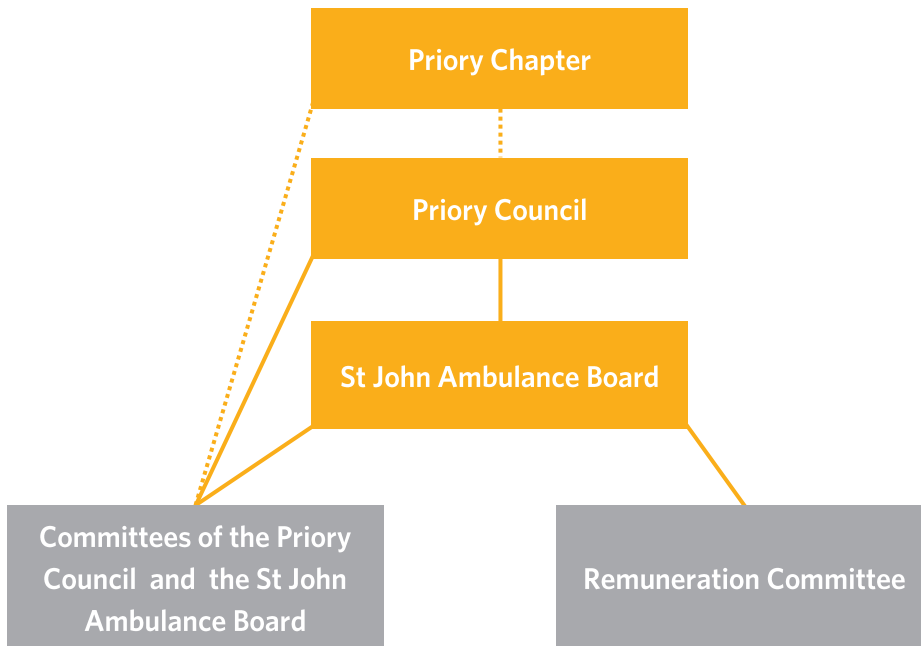 Priory Chapter
Priory Council
St John Ambulance Board
Committees of the Priory
Council and the St John
Ambulance Board
Remuneration Committee